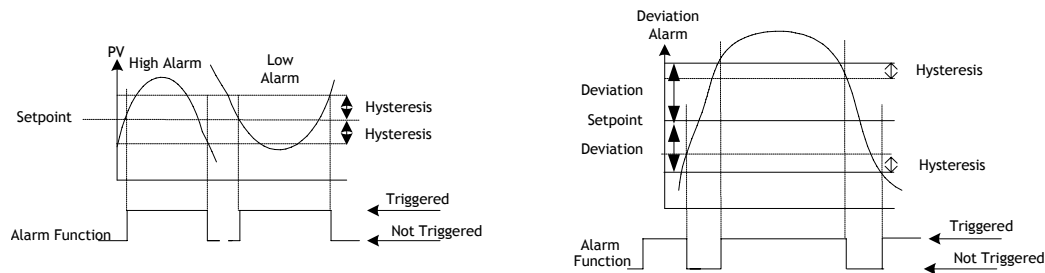 PV
High Alarm
Low
Alarm
Hysteresis
Setpoint
Hysteresis
Triggered
Alarm Function
Not Triggered
Deviation
Alarm
Hysteresis
Deviation
Setpoint
Deviation
Hysteresis
Triggered
Alarm
Function
Not Triggered